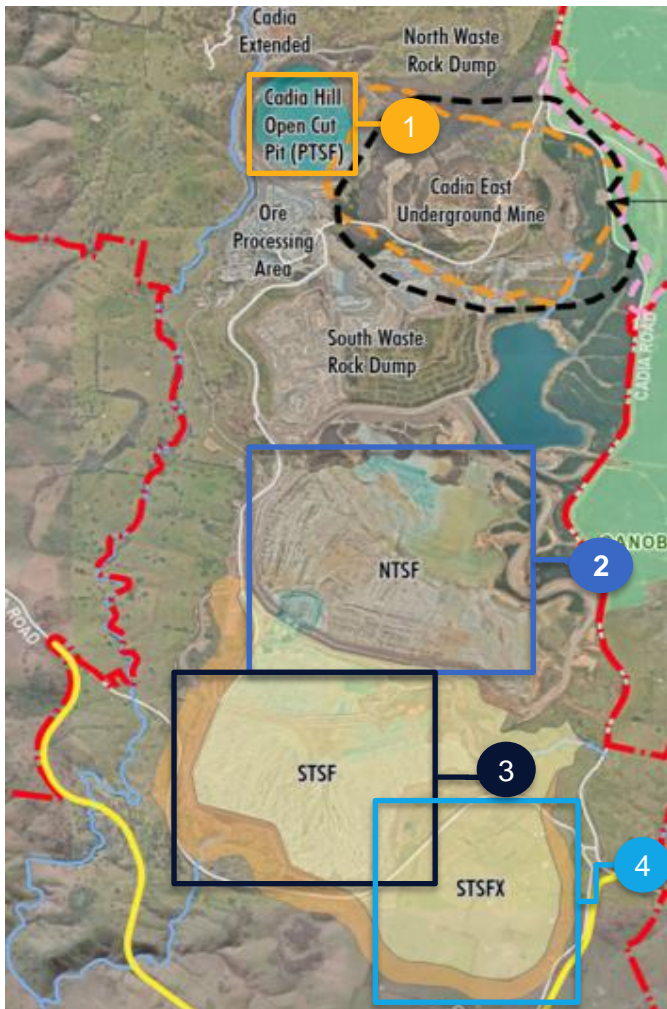 Cadia
Extended
North Waste
Rock Dump
Cadia Hill
Open Cut
Pit (PTSF)
1
Cadia East
Underground Mine
Ore
Processing
Area
CADIA ROAD
South Waste
Rock Dump
CANOB
2
NTSF
ROAD
3
STSF
4
STSFX